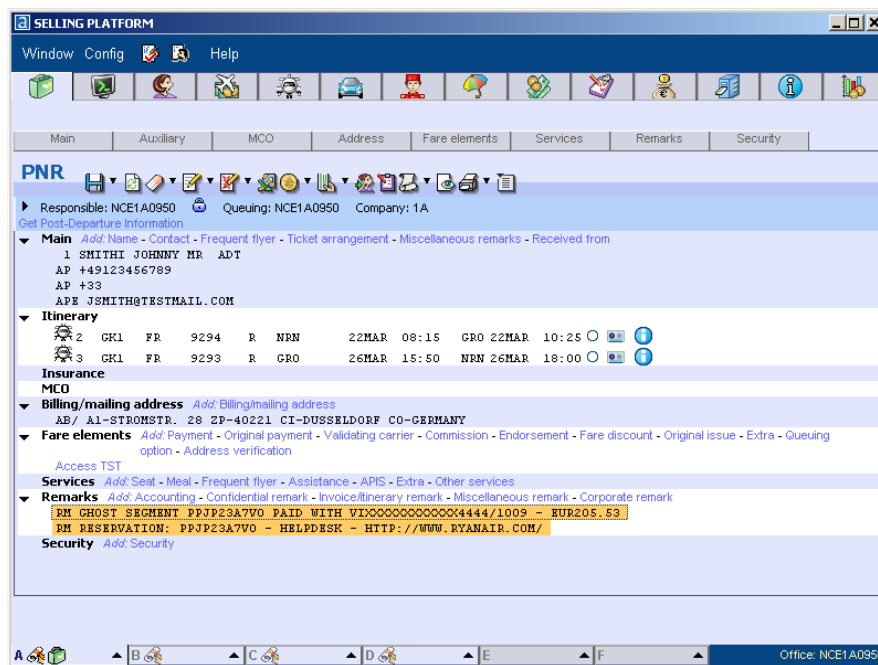 a SELLING PLATFORM
Window Config Help
Main Auxiliary MCO Address Fare elements Services Remarks Security
PNR
Responsible: NCE1A0950 Queuing: NCE1A0950 Company: 1A
Get Post-Departure Information
Main Add: Name - Contact - Frequent flyer - Ticket arrangement - Miscellaneous remarks - Received from
1 SMITHI JOHNNY MR ADT
AP +49123456789
AP +33
APE JSMITH@TESTMAIL.COM
Itinerary
2 GK1 FR 9294 R NRN 22MAR 08:15 GRO 22MAR 10:25
3 GK1 FR 9293 R GRO 26MAR 15:50 NRN 26MAR 18:00
Insurance
MCO
Billing/mailing address Add: Billing/mailing address
AB/ A1-STROMSTR. 28 ZP-40221 CI-DUSSELDORF CO-GERMANY
Fare elements Add: Payment - Original payment - Validating carrier - Commission - Endorsement - Fare discount - Original issue - Extra - Queuing
option - Address verification
Access TST
Services Add: Seat - Meal - Frequent flyer - Assistance - APIS - Extra - Other services
Remarks Add: Accounting - Confidential remark - Invoice/itinerary remark - Miscellaneous remark - Corporate remark
RM GHOST SEGMENT PPJP23A7V0 PAID WITH VIXXXXXXXXXXXX4444/1009 - EUR205.53
RM RESERVATION: PPJP23A7V0 - HELPDESK - HTTP://WWW.RYANAIR.COM/
Security Add: Security
A B C D E F Office: NCE1A0950